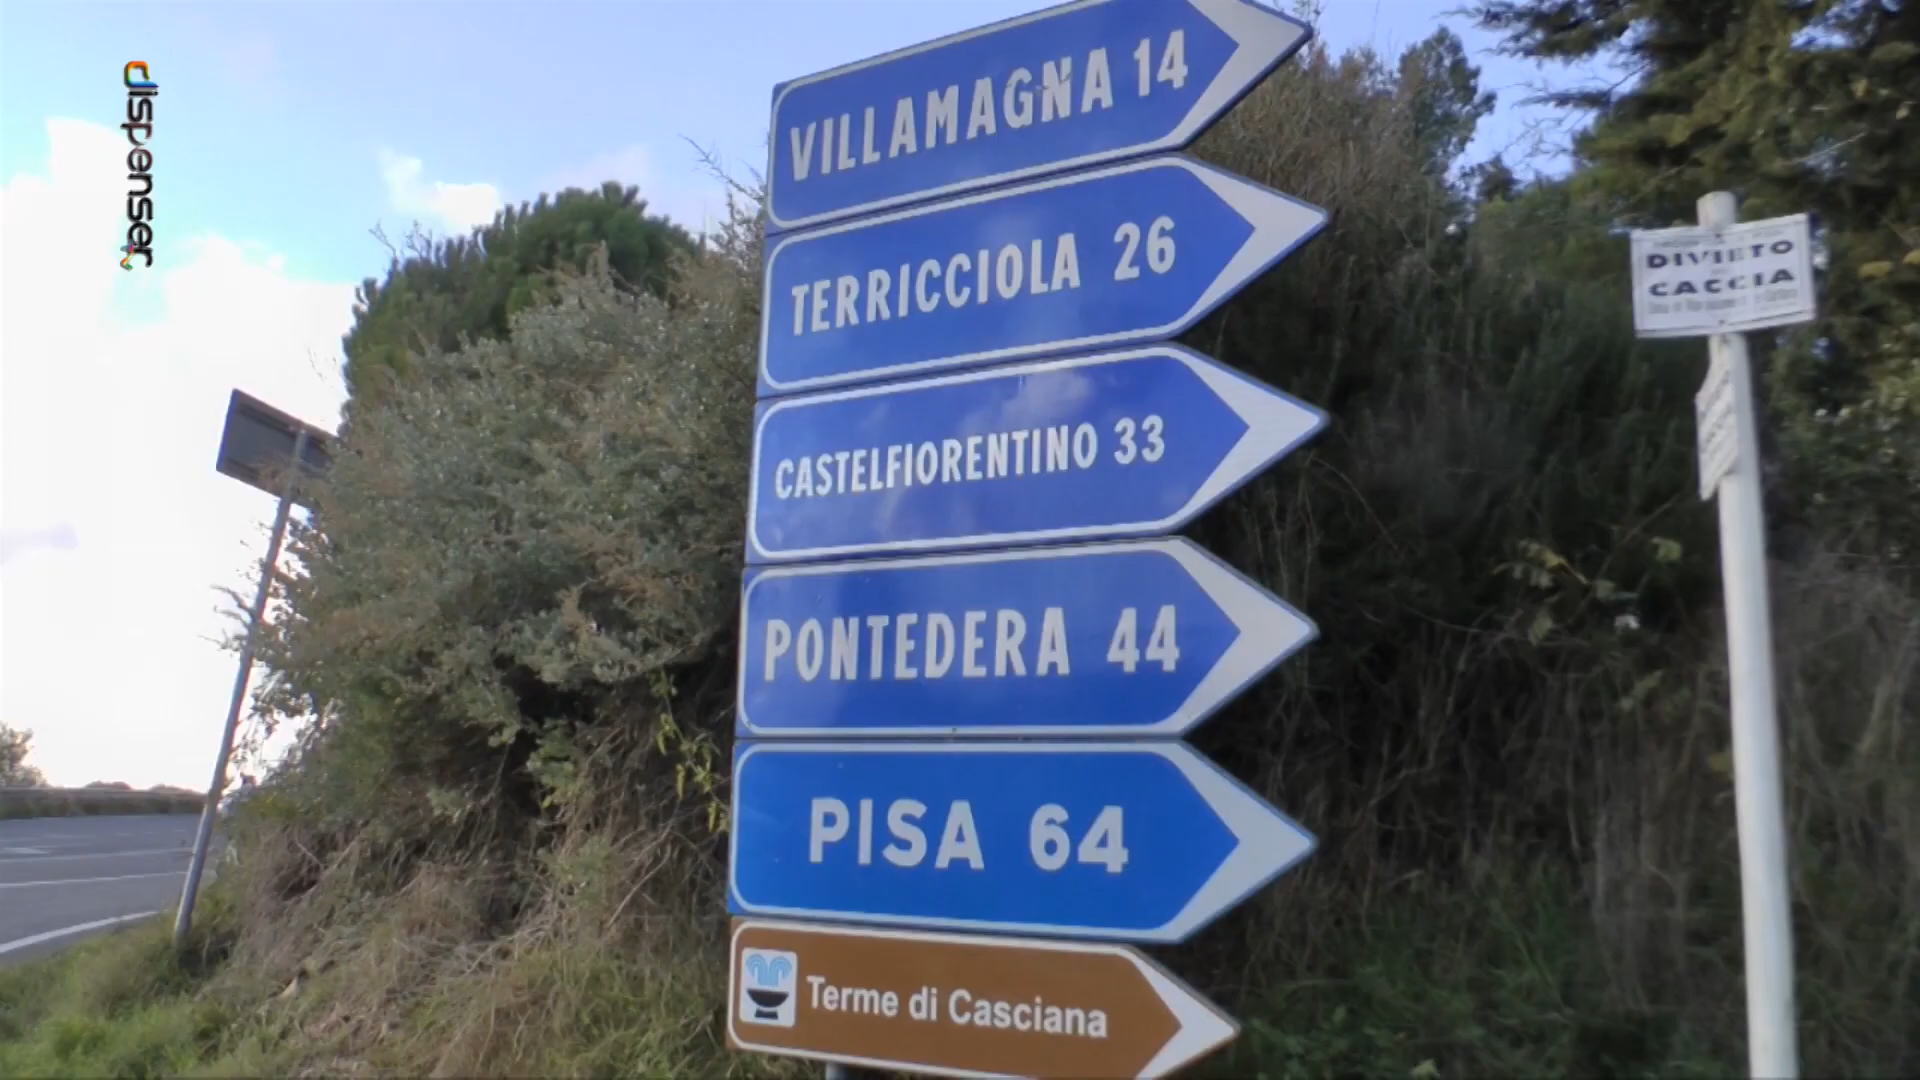 dispenser
VILLAMAGNA 14
TERRICCIOLA 26
CASTELFIORENTINO 33
PONTEDERA 44
PISA 64
Terme di Casciana
DIVIETO
CACCIA